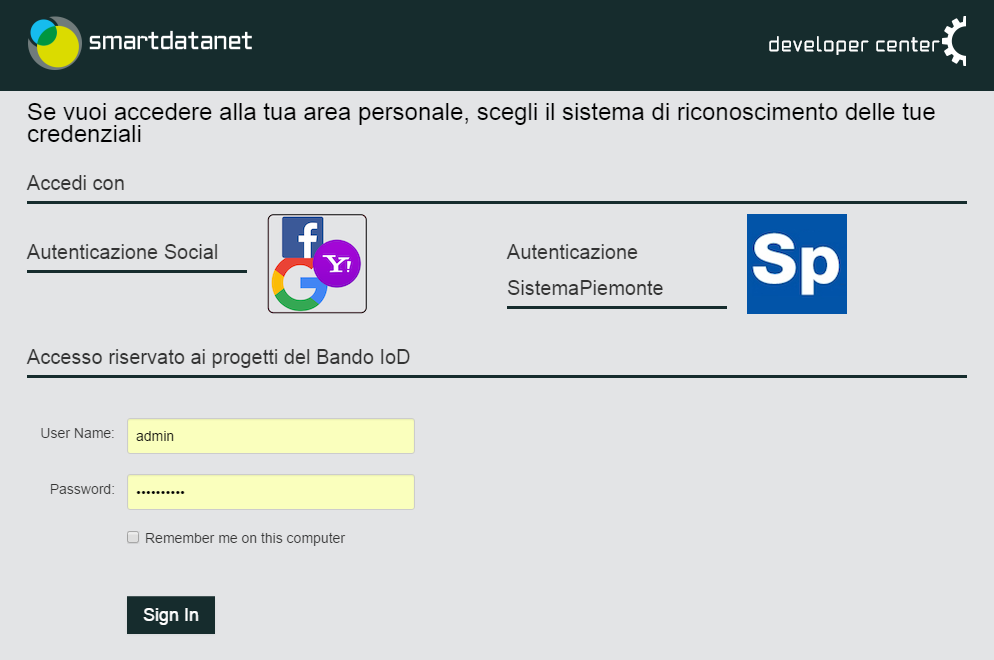 smartdatanet
developer center
Se vuoi accedere alla tua area personale, scegli il sistema di riconoscimento delle tue
credenziali
Accedi con
Autenticazione Social
f
Y!
G
Autenticazione
SistemaPiemonte
Sp
Accesso riservato ai progetti del Bando IoD
User Name:
admin
Password:
••••••••••
Remember me on this computer
Sign In